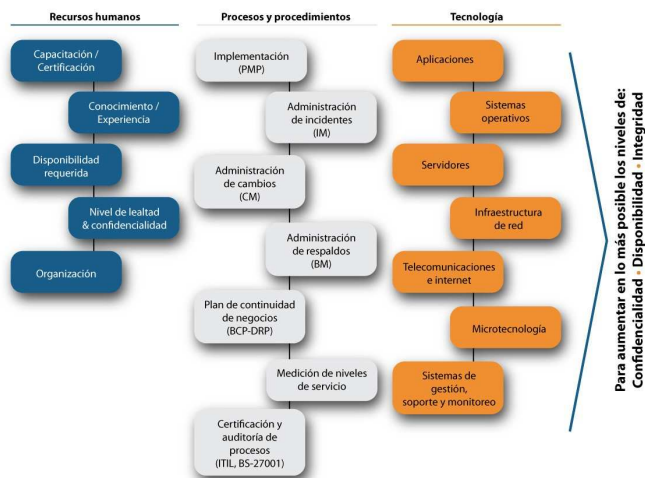 Recursos humanos
Capacitación /
Certificación
Conocimiento /
Experiencia
Disponibilidad
requerida
Nivel de lealtad
& confidencialidad
Organización
Procesos y procedimientos
Implementación
(PMP)
Administración
de incidentes
(IM)
Administración
de cambios
(CM)
Administración
de respaldos
(BM)
Plan de continuidad
de negocios
(BCP-DRP)
Medición de niveles
de servicio
Certificación y
auditoría de
procesos
(ITIL, BS-27001)
Tecnología
Aplicaciones
Sistemas
operativos
Servidores
Infraestructura
de red
Telecomunicaciones
e internet
Microtecnología
Sistemas de
gestión,
soporte y monitoreo
Para aumentar en lo más posible los niveles de:
Confidencialidad • Disponibilidad • Integridad